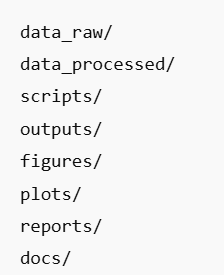 data_raw/
data_processed/
scripts/
outputs/
figures/
plots/
reports/
docs/